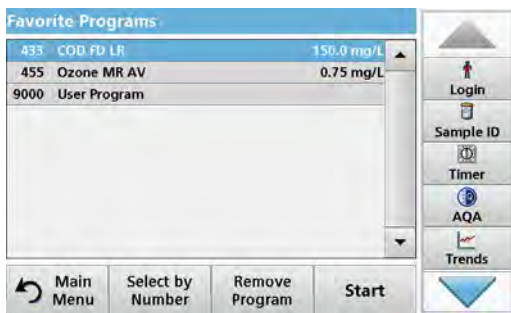 Favorite Programs
433 COD FD LR 150.0 mg/L
455 Ozone MR AV 0.75 mg/L
9000 User Program
Login
Sample ID
Timer
AQA
Trends
Main Menu
Select by Number
Remove Program
Start